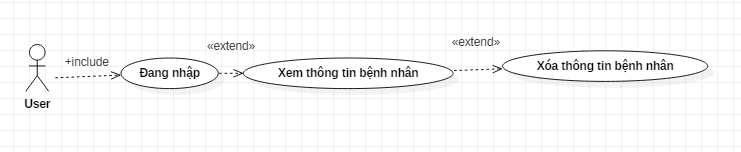 «extend»
«extend»
+include
Đang nhập
Xem thông tin bệnh nhân
Xóa thông tin bệnh nhân
User